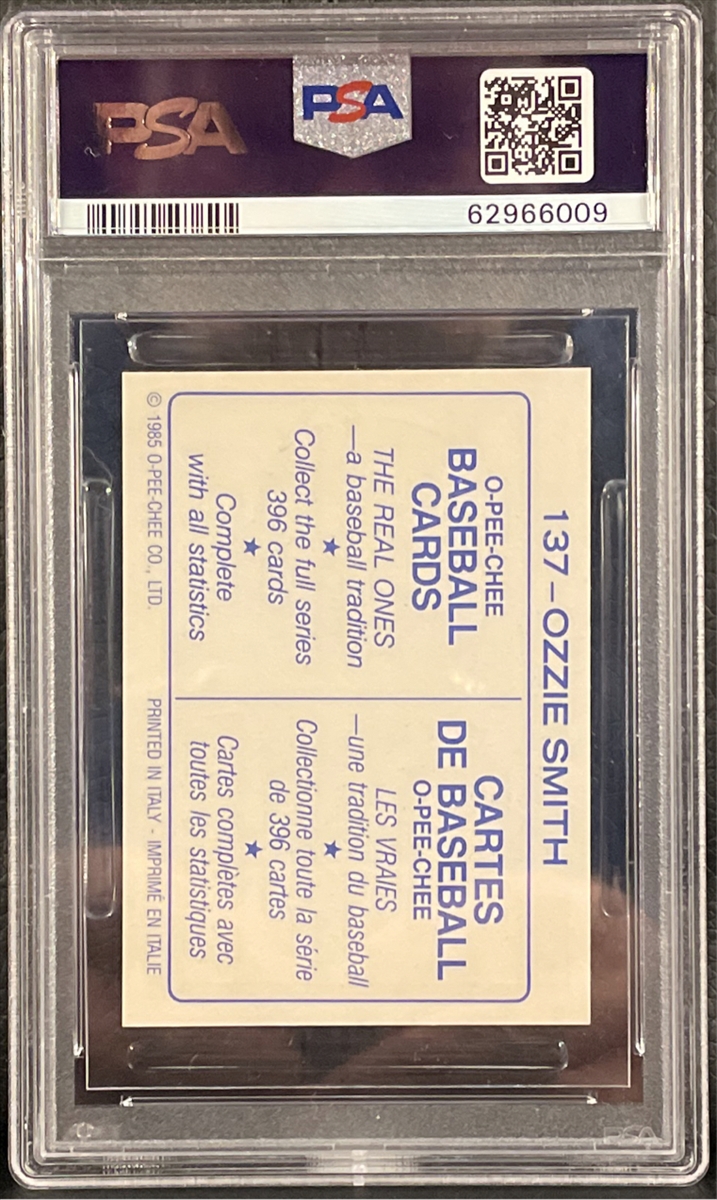 PSA
PSA
62966009
137-OZZIE SMITH
O-PEE-CHEE
BASEBALL
CARDS
THE REAL ONES
—a baseball tradition
★
Collect the full series
396 cards
★
Complete
with all statistics
CARTES
DE BASEBALL
O-PEE-CHEE
LES VRAIES
—une tradition du baseball
★
Collectionne toute la série
de 396 cartes
★
Cartes complètes avec
toutes les statistiques
© 1985 O-PEE-CHEE CO., LTD.
PRINTED IN ITALY - IMPRIMÉ EN ITALIE
PSA